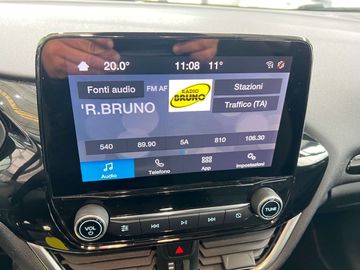 20.0° 11:08 11°
Fonti audio FM AF RADIO BRUNO Stazioni
'R.BRUNO Traffico (TA)
540 89.90 5A 810 106.30
Audio Telefono App Impostazioni
VOL TUNE